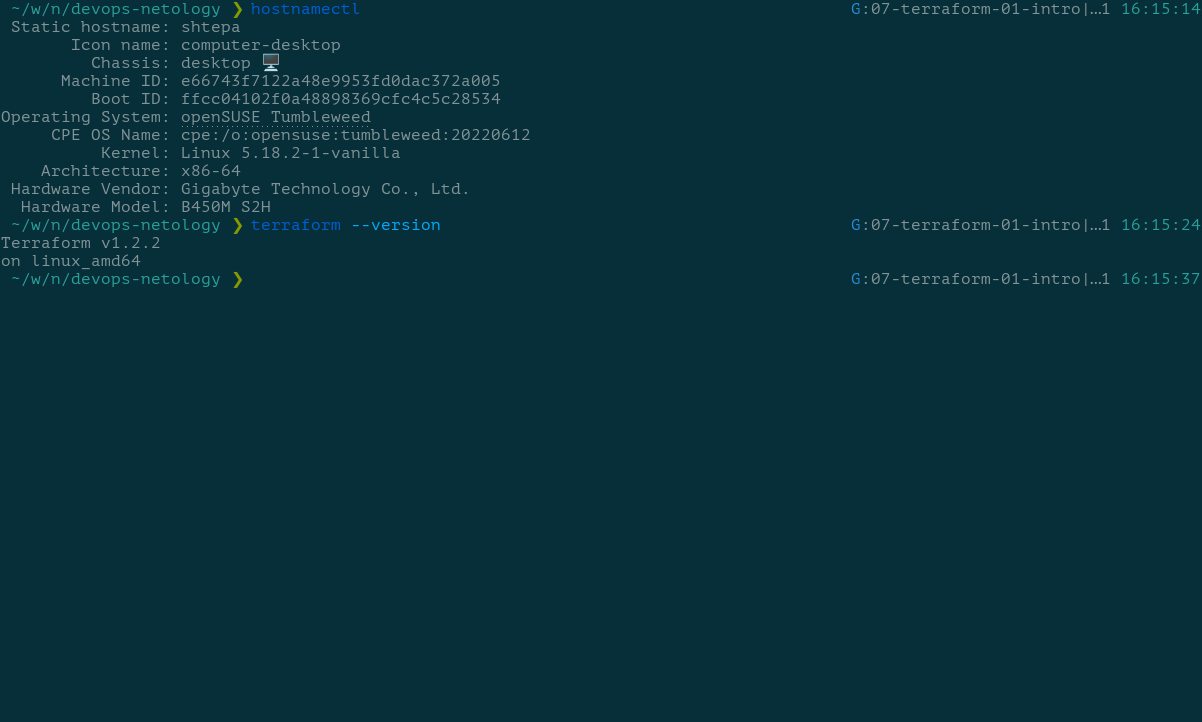 ~/w/n/devops-netology ❯ hostnamectl G:07-terraform-01-intro|…1 16:15:14
Static hostname: shtepa
Icon name: computer-desktop
Chassis: desktop 🖥️
Machine ID: e66743f7122a48e9953fd0dac372a005
Boot ID: ffcc04102f0a48898369cfc4c5c28534
Operating System: openSUSE Tumbleweed
CPE OS Name: cpe:/o:opensuse:tumbleweed:20220612
Kernel: Linux 5.18.2-1-vanilla
Architecture: x86-64
Hardware Vendor: Gigabyte Technology Co., Ltd.
Hardware Model: B450M S2H
~/w/n/devops-netology ❯ terraform --version G:07-terraform-01-intro|…1 16:15:24
Terraform v1.2.2
on linux_amd64
~/w/n/devops-netology ❯ G:07-terraform-01-intro|…1 16:15:37